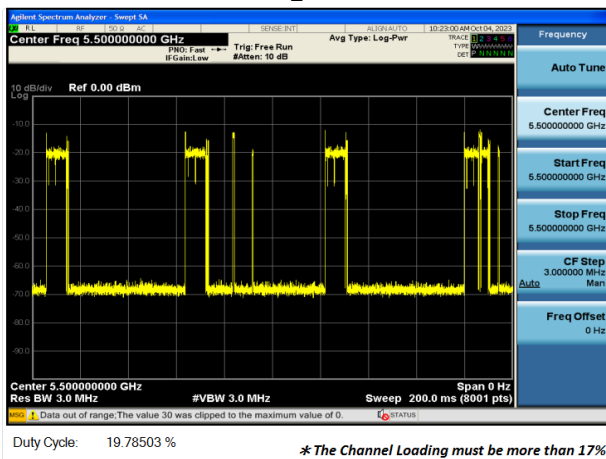 Agilent Spectrum Analyzer - Swept SA
RL RF 50 Ω AC SENSE:INT ALIGN AUTO 10:23:00 AM Oct 04, 2023
Center Freq 5.500000000 GHz
PNO: Fast
IFGain:Low
Trig: Free Run
#Atten: 10 dB
Avg Type: Log-Pwr
TRACE 1 2 3 4 5 6
TYPE
DET P N N N N N
Frequency
Auto Tune
Center Freq
5.500000000 GHz
Start Freq
5.500000000 GHz
Stop Freq
5.500000000 GHz
CF Step
3.000000 MHz
Auto Man
Freq Offset
0 Hz
10 dB/div Ref 0.00 dBm
Log
-10.0
-20.0
-30.0
-40.0
-50.0
-60.0
-70.0
-80.0
-90.0
Center 5.500000000 GHz Span 0 Hz
Res BW 3.0 MHz #VBW 3.0 MHz Sweep 200.0 ms (8001 pts)
MSG Data out of range;The value 30 was clipped to the maximum value of 0. STATUS
Duty Cycle: 19.78503 %
* The Channel Loading must be more than 17%